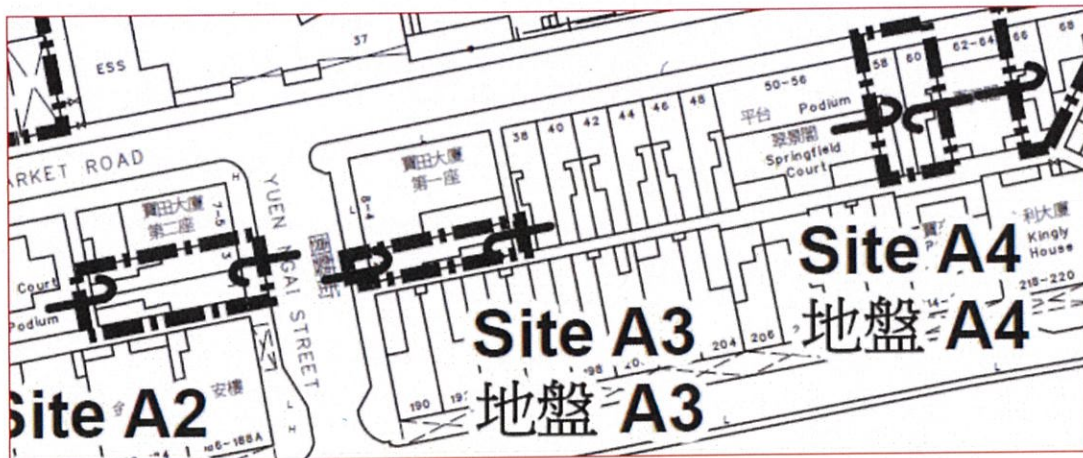 37
ESS
68
66
62-64
60
58
50-56
48
46
44
42
40
38
平台 Podium
翠景閣
Springfield
Court
ARKET ROAD
寶田大廈
第一座
寶田大廈
第二座
7-5
3
8-4
YUEN NGAI STREET
Court
Podium
利大廈
Kingly
House
218-220
Site A4
地盤 A4
Site A3
地盤 A3
Site A2
安樓
190
204
206
L
H
L
L
L
H
L
L